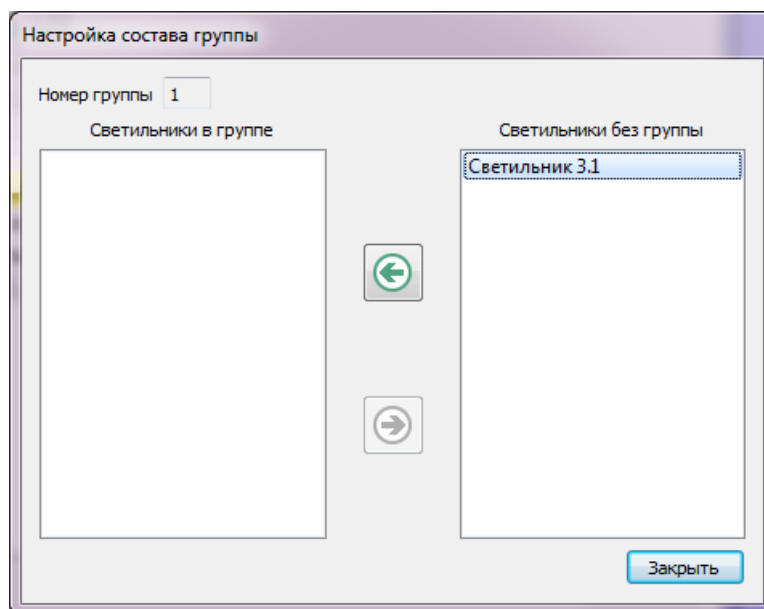 Настройка состава группы
Номер группы 1
Светильники в группе
Светильники без группы
Светильник 3.1
Закрыть